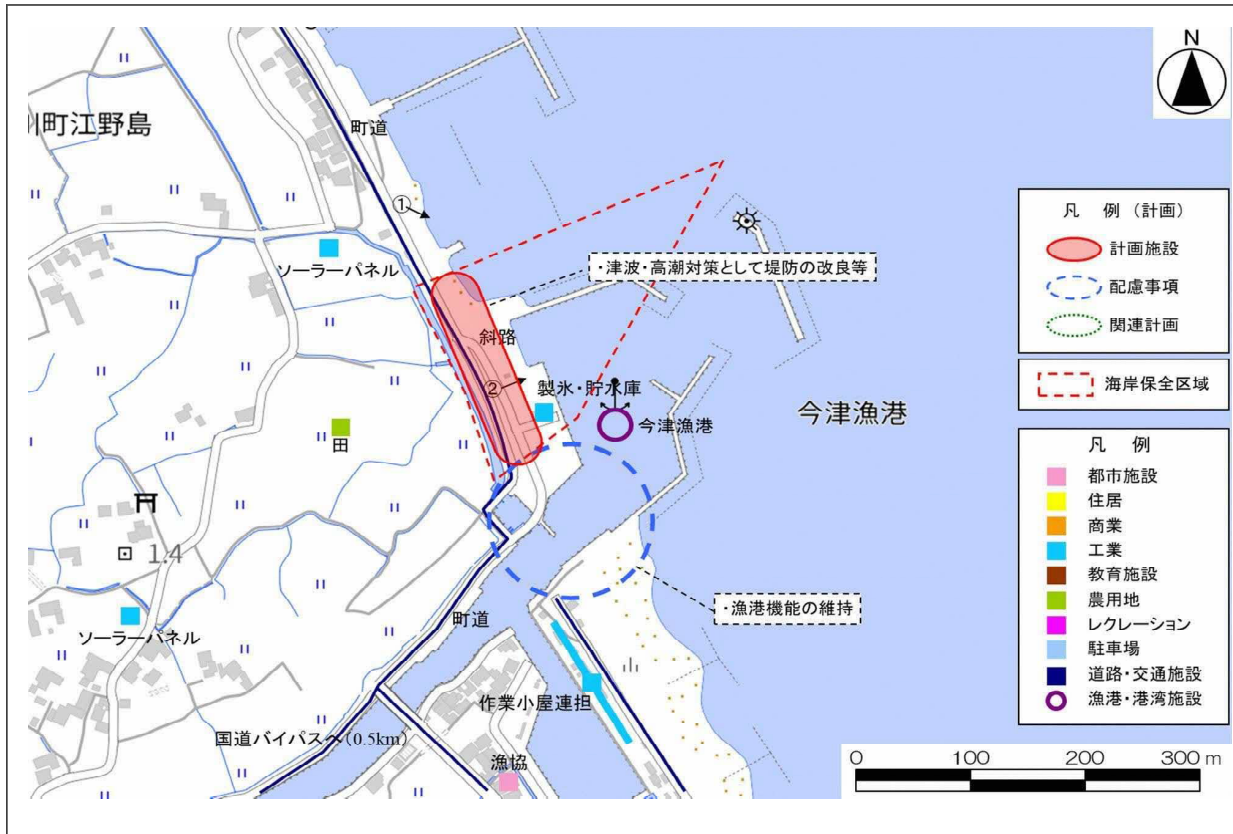 N
川町江野島
町道
①
凡 例 (計画)
計画施設
配慮事項
関連計画
海岸保全区域
ソーラーパネル
・津波・高潮対策として堤防の改良等
斜路
②
製氷・貯氷庫
今津漁港
今津漁港
田
凡 例
都市施設
住居
商業
工業
教育施設
農用地
レクレーション
駐車場
道路・交通施設
漁港・港湾施設
1.4
・漁港機能の維持
ソーラーパネル
町道
作業小屋連担
国道バイパスへ(0.5km)
漁協
0 100 200 300 m